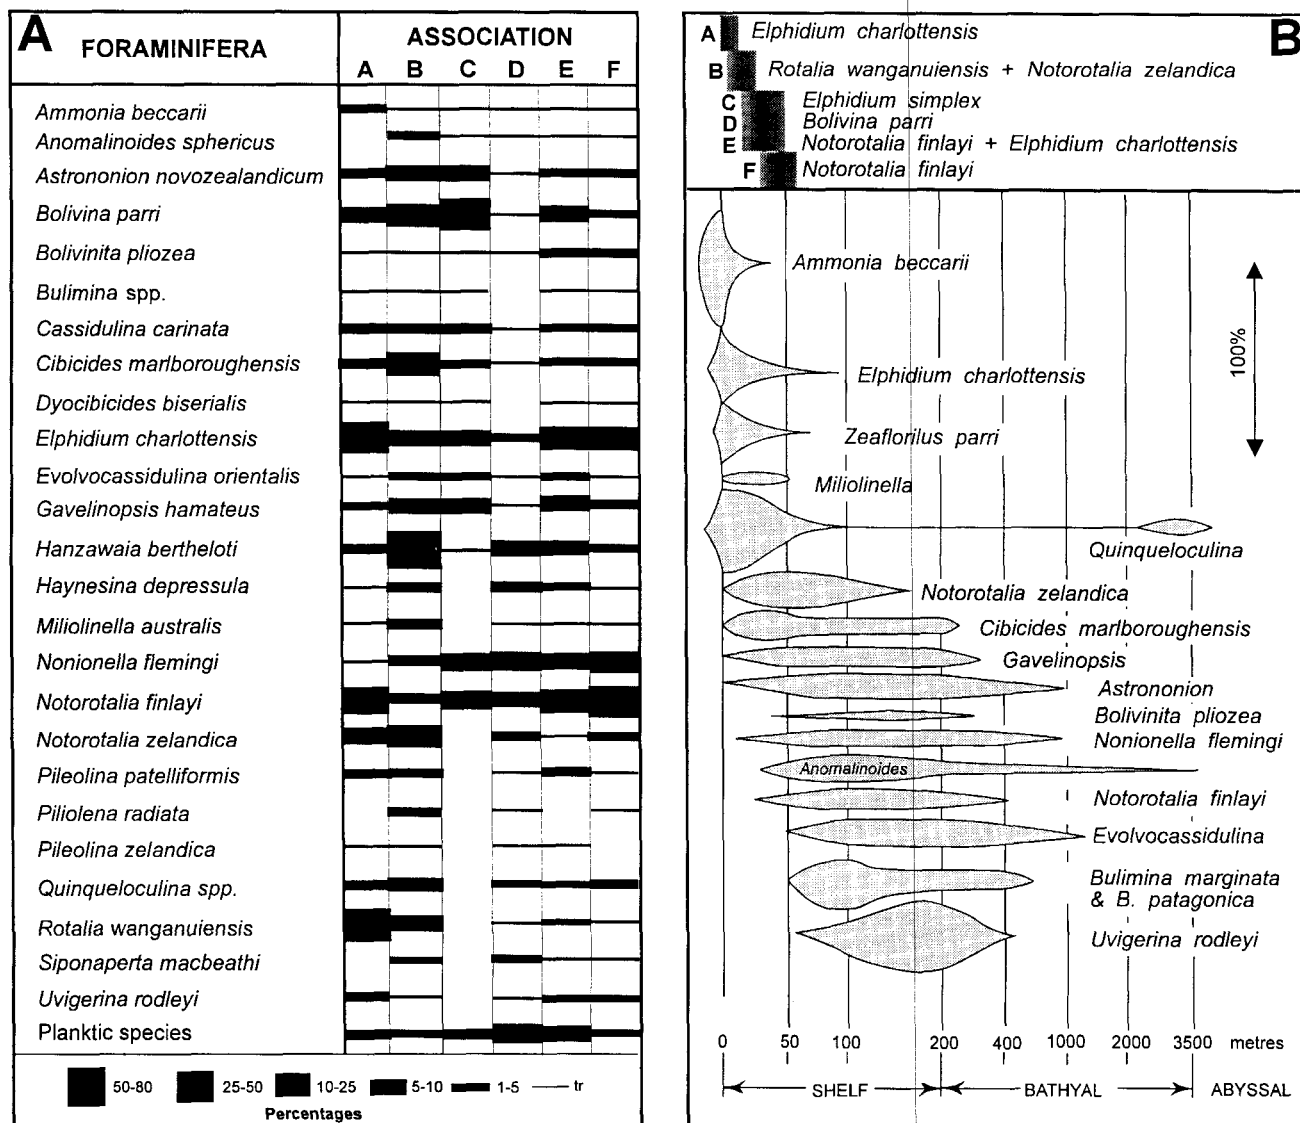 A
FORAMINIFERA
ASSOCIATION
A B C D E F
Ammonia beccarii
Anomalinoides sphericus
Astrononion novozealandicum
Bolivina parri
Bolivinita pliozea
Bulimina spp.
Cassidulina carinata
Cibicides marlboroughensis
Dyocibicides biserialis
Elphidium charlottensis
Evolvocassidulina orientalis
Gavelinopsis hamateus
Hanzawaia bertheloti
Haynesina depressula
Miliolinella australis
Nonionella flemingi
Notorotalia finlayi
Notorotalia zelandica
Pileolina patelliformis
Piliolena radiata
Pileolina zelandica
Quinqueloculina spp.
Rotalia wanganuiensis
Siponaperta macbeathi
Uvigerina rodleyi
Planktic species
50-80 25-50 10-25 5-10 1-5 tr
Percentages
B
A Elphidium charlottensis
B Rotalia wanganuiensis + Notorotalia zelandica
C Elphidium simplex
D Bolivina parri
E Notorotalia finlayi + Elphidium charlottensis
F Notorotalia finlayi
Ammonia beccarii
100%
Elphidium charlottensis
Zeaflorilus parri
Miliolinella
Quinqueloculina
Notorotalia zelandica
Cibicides marlboroughensis
Gavelinopsis
Astrononion
Bolivinita pliozea
Nonionella flemingi
Anomalinoides
Notorotalia finlayi
Evolvocassidulina
Bulimina marginata
& B. patagonica
Uvigerina rodleyi
0 50 100 200 400 1000 2000 3500 metres
SHELF BATHYAL ABYSSAL